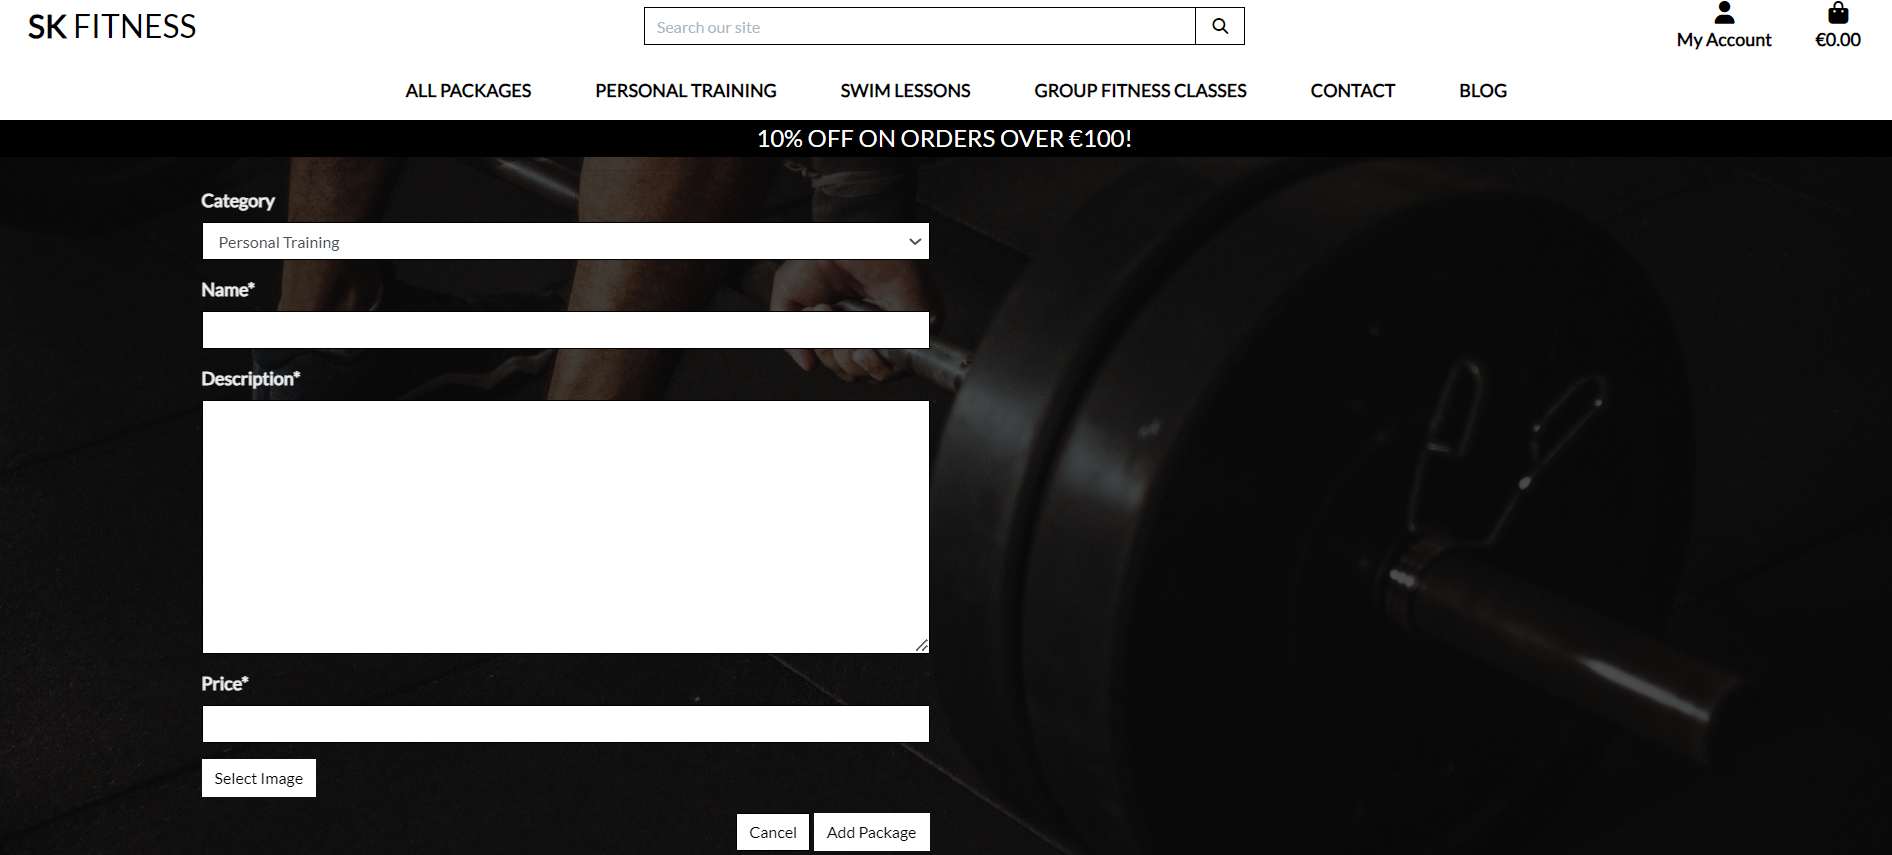 SK FITNESS
Search our site
My Account
€0.00
ALL PACKAGES
PERSONAL TRAINING
SWIM LESSONS
GROUP FITNESS CLASSES
CONTACT
BLOG
10% OFF ON ORDERS OVER €100!
Category
Personal Training
Name*
Description*
Price*
Select Image
Cancel
Add Package